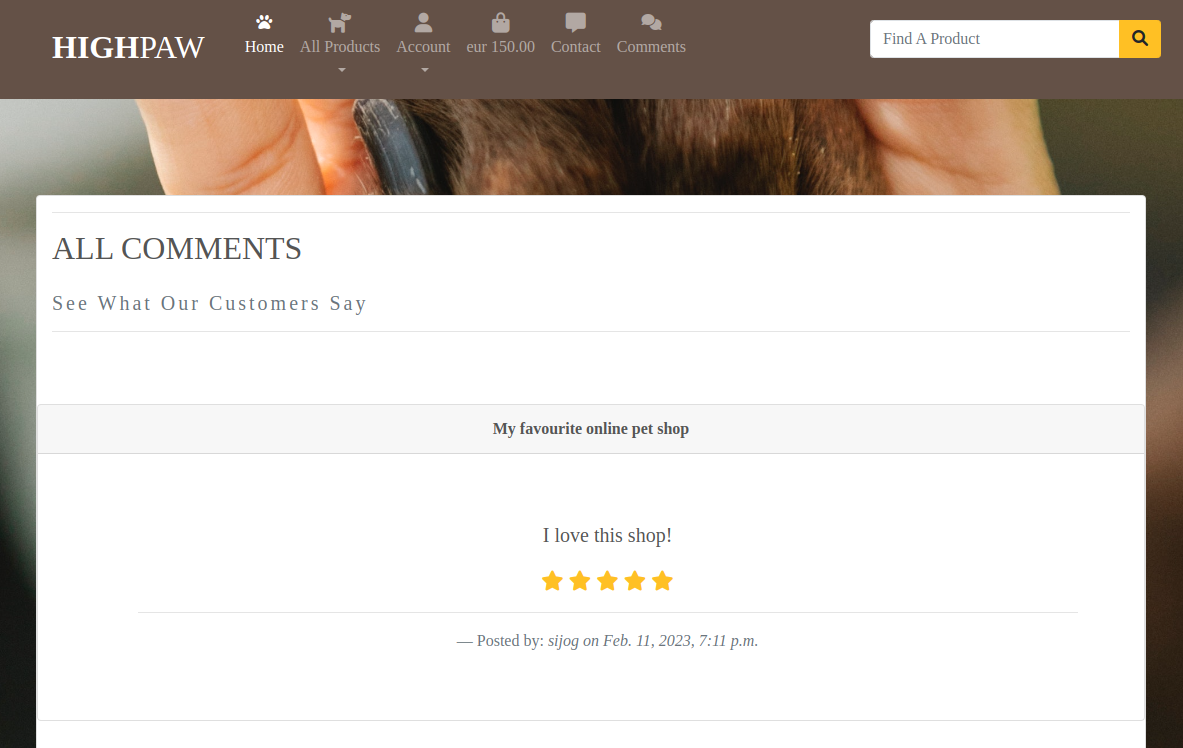 HIGHPAW
Home
All Products
Account
eur 150.00
Contact
Comments
Find A Product
ALL COMMENTS
See What Our Customers Say
My favourite online pet shop
I love this shop!
— Posted by: sijog on Feb. 11, 2023, 7:11 p.m.